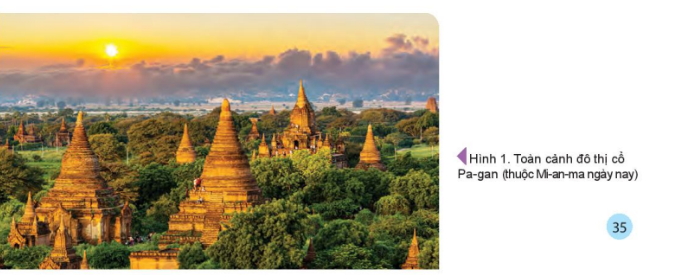 Hình 1. Toàn cảnh đô thị cổ
Pa-gan (thuộc Mi-an-ma ngày nay)
35